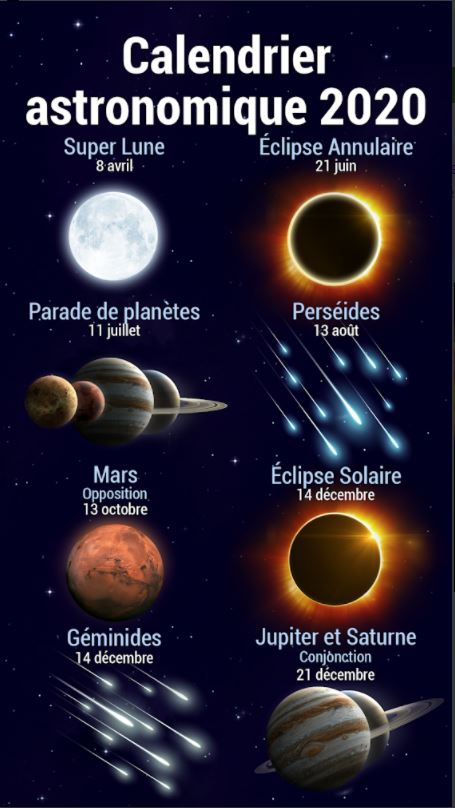 Calendrier
astronomique 2020
Super Lune
8 avril
Éclipse Annulaire
21 juin
Parade de planètes
11 juillet
Perséides
13 août
Mars
Opposition
13 octobre
Éclipse Solaire
14 décembre
Géminides
14 décembre
Jupiter et Saturne
Conjonction
21 décembre